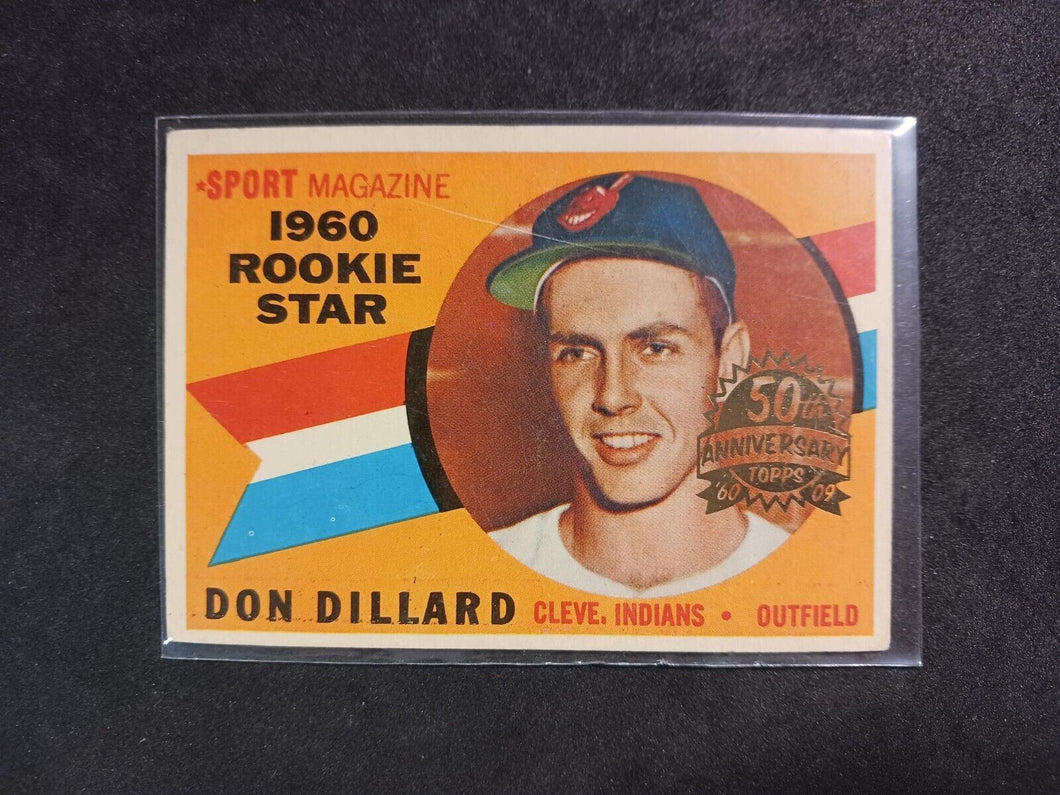 ★SPORT MAGAZINE
1960
ROOKIE
STAR
50th
ANNIVERSARY
TOPPS
'60 '09
DON DILLARD CLEVE. INDIANS • OUTFIELD